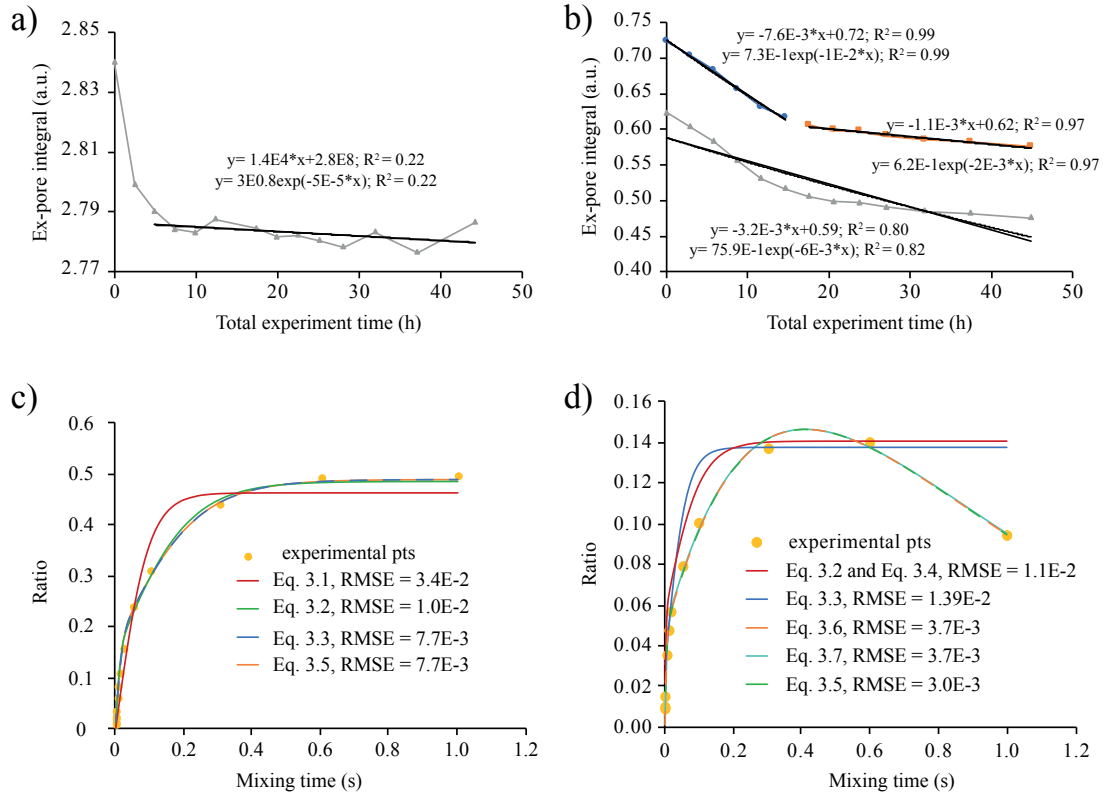 a)
2.85
2.83
2.81
2.79
2.77
Ex-pore integral (a.u.)
y= 1.4E4*x+2.8E8; R² = 0.22
y= 3E0.8exp(-5E-5*x); R² = 0.22
0 10 20 30 40 50
Total experiment time (h)
b)
0.75
0.70
0.65
0.60
0.55
0.50
0.45
0.40
Ex-pore integral (a.u.)
y= -7.6E-3*x+0.72; R² = 0.99
y= 7.3E-1exp(-1E-2*x); R² = 0.99
y= -1.1E-3*x+0.62; R² = 0.97
y= 6.2E-1exp(-2E-3*x); R² = 0.97
y= -3.2E-3*x+0.59; R² = 0.80
y= 75.9E-1exp(-6E-3*x); R² = 0.82
0 10 20 30 40 50
Total experiment time (h)
c)
0.6
0.5
0.4
0.3
0.2
0.1
0
Ratio
experimental pts
Eq. 3.1, RMSE = 3.4E-2
Eq. 3.2, RMSE = 1.0E-2
Eq. 3.3, RMSE = 7.7E-3
Eq. 3.5, RMSE = 7.7E-3
0 0.2 0.4 0.6 0.8 1.0 1.2
Mixing time (s)
d)
0.16
0.14
0.12
0.10
0.08
0.06
0.04
0.02
0.00
Ratio
experimental pts
Eq. 3.2 and Eq. 3.4, RMSE = 1.1E-2
Eq. 3.3, RMSE = 1.39E-2
Eq. 3.6, RMSE = 3.7E-3
Eq. 3.7, RMSE = 3.7E-3
Eq. 3.5, RMSE = 3.0E-3
0 0.2 0.4 0.6 0.8 1.0 1.2
Mixing time (s)